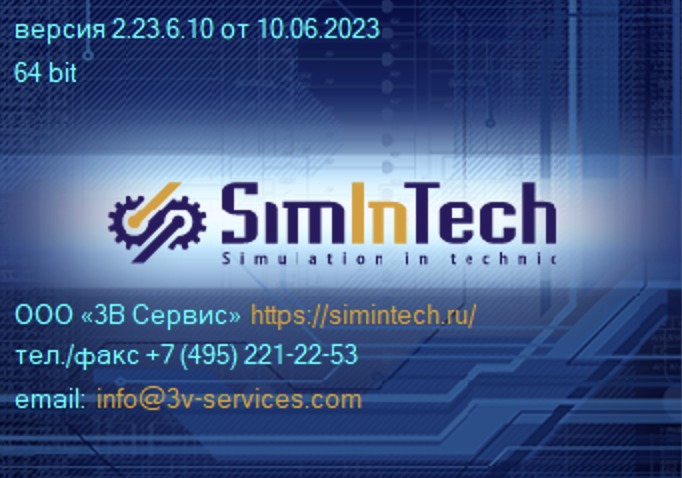 версия 2.23.6.10 от 10.06.2023
64 bit
SimInTech
Simulation in technic
ООО «3В Сервис» https://simintech.ru/
тел./факс +7 (495) 221-22-53
email: info@3v-services.com